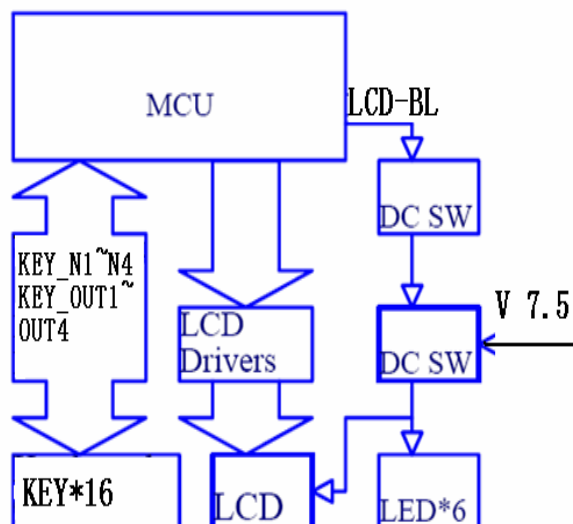 MCU
LCD-BL
DC SW
KEY_N1~N4
KEY_OUT1~
OUT4
LCD
Drivers
DC SW
V 7.5
KEY*16
LCD
LED*6